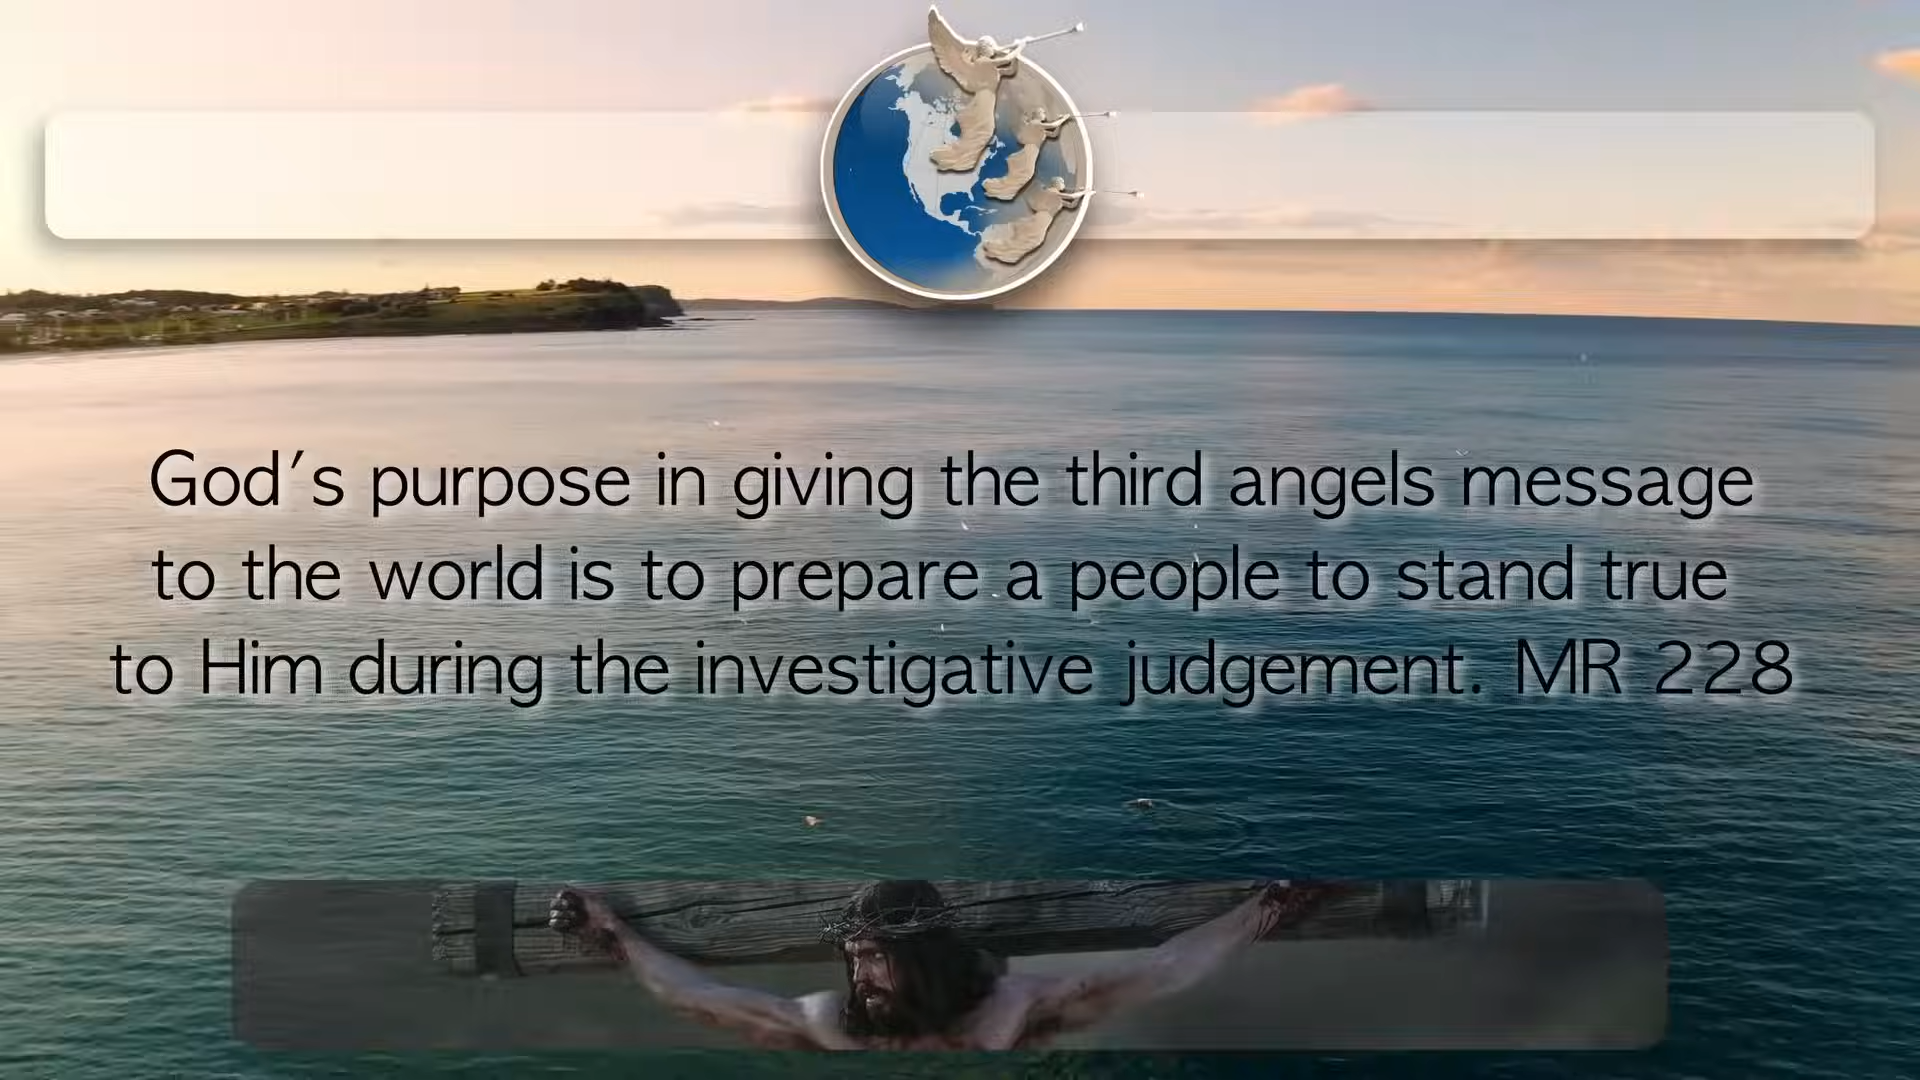 God's purpose in giving the third angels message
to the world is to prepare a people to stand true
to Him during the investigative judgement. MR 228